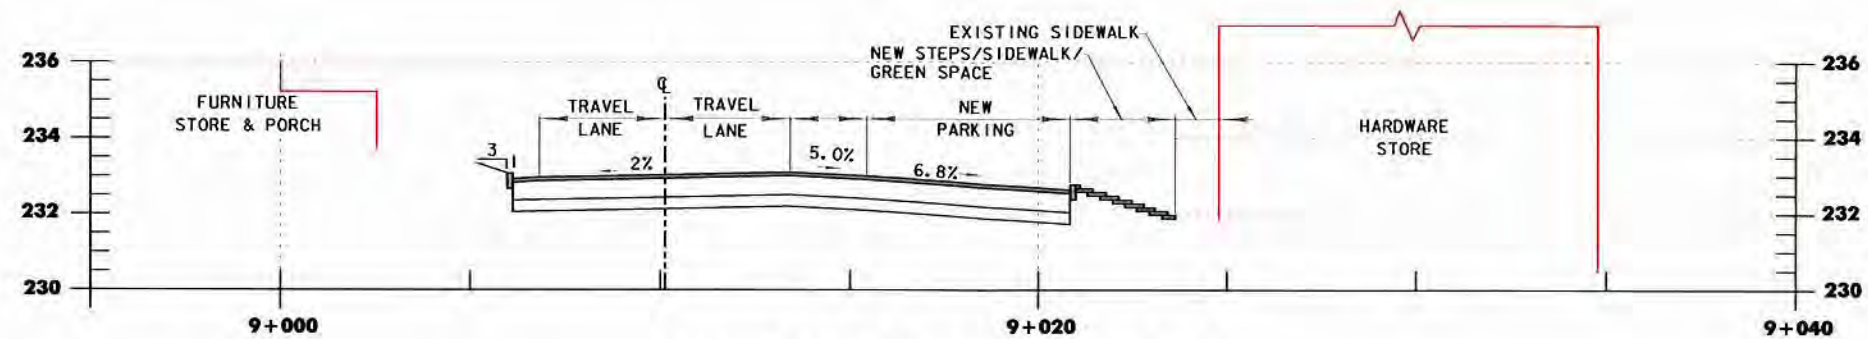 EXISTING SIDEWALK
NEW STEPS/SIDEWALK/
GREEN SPACE
236
236
FURNITURE
STORE & PORCH
TRAVEL
LANE
℄
TRAVEL
LANE
NEW
PARKING
HARDWARE
STORE
234
234
3
1
2%
5.0%
6.8%
232
232
230
230
9+000
9+020
9+040